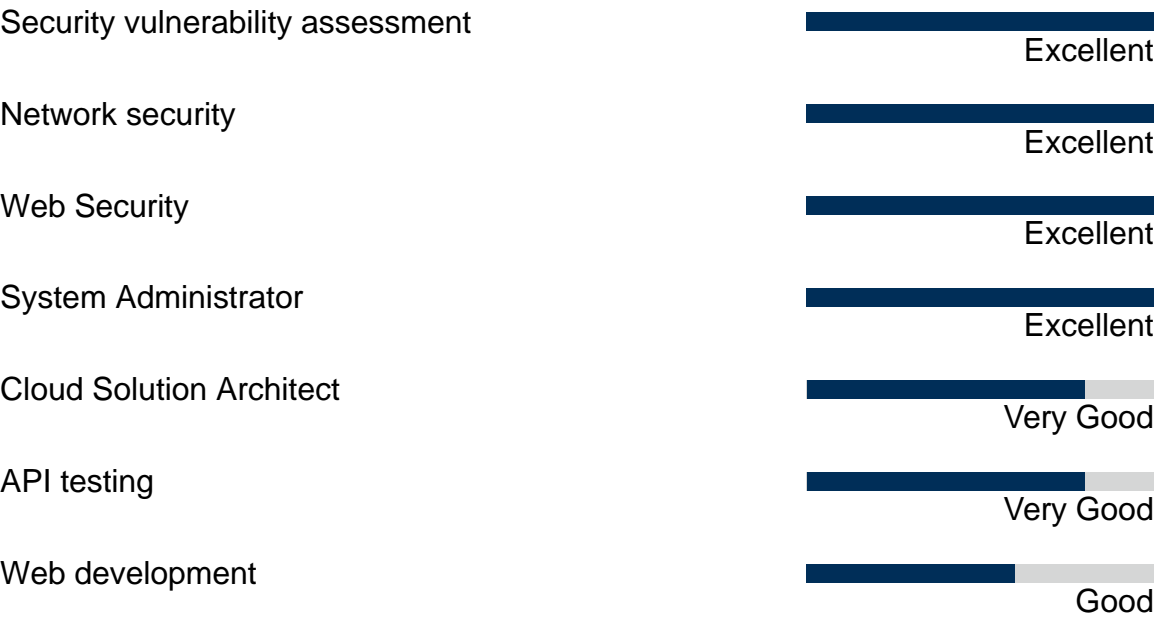 Security vulnerability assessment
Excellent
Network security
Excellent
Web Security
Excellent
System Administrator
Excellent
Cloud Solution Architect
Very Good
API testing
Very Good
Web development
Good